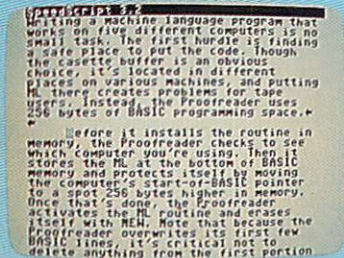 SpeedScript 3.2
Writing a machine language program that
works on five different computers is no
small task. The first hurdle is finding
a safe place to put the code. Though
the casette buffer is an obvious
choice, it's located in different
places on various machines, and putting
ML there creates problems for tape
users. Instead, the Proofreader uses
256 bytes of BASIC programming space.←
←
efore it installs the routine in
memory, the Proofreader checks to see
which computer you're using. Then it
stores the ML at the bottom of BASIC
memory and protects itself by moving
the computer's start-of-BASIC pointer
to a spot 256 bytes higher in memory.
Once that's done, the Proofreader
activates the ML routine and erases
itself with NEW. Note that because the
Proofreader overwrites its first few
BASIC lines, it's critical not to
delete anything from the first portion